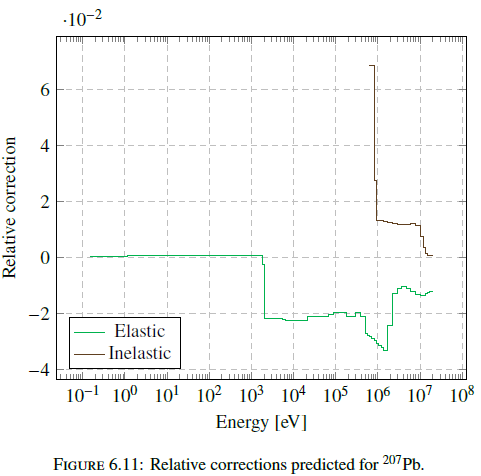 ·10⁻²
6
4
2
0
−2
−4
Relative correction
Elastic
Inelastic
10⁻¹ 10⁰ 10¹ 10² 10³ 10⁴ 10⁵ 10⁶ 10⁷ 10⁸
Energy [eV]
FIGURE 6.11: Relative corrections predicted for ²⁰⁷Pb.